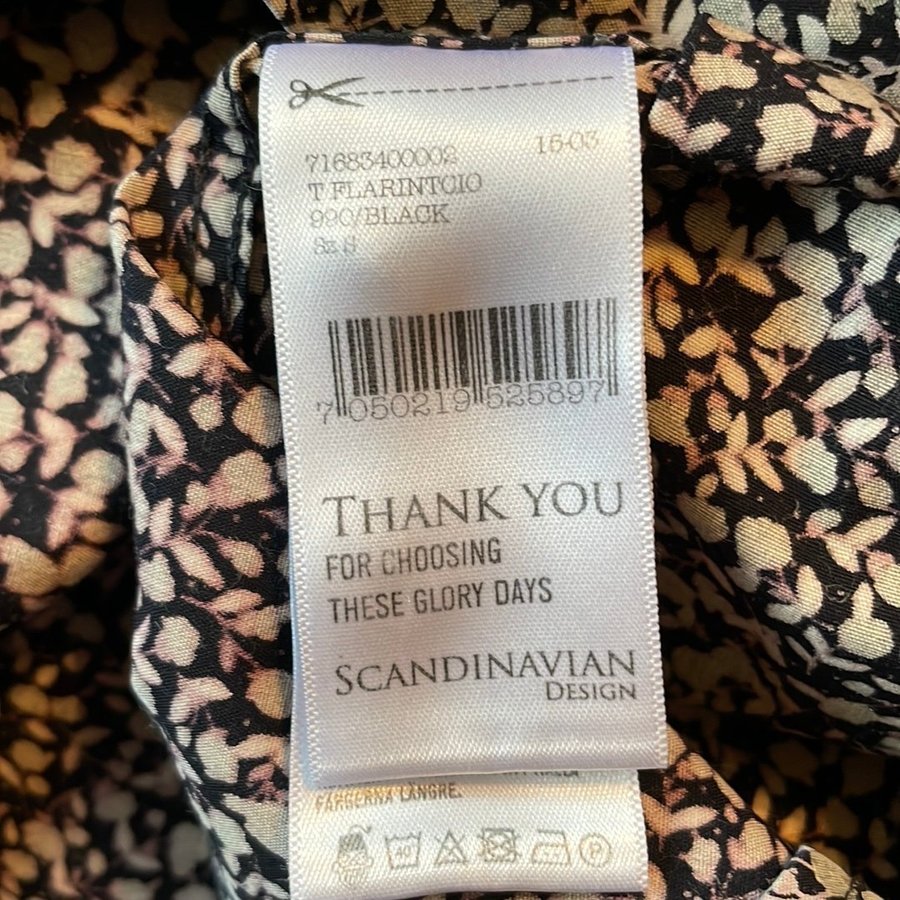 71683400002 15-03
T FLARINTCIO
990/BLACK
Sz S
7 050219 525897
THANK YOU
FOR CHOOSING
THESE GLORY DAYS
SCANDINAVIAN
DESIGN
FÄRGERNA LÄNGRE.
P